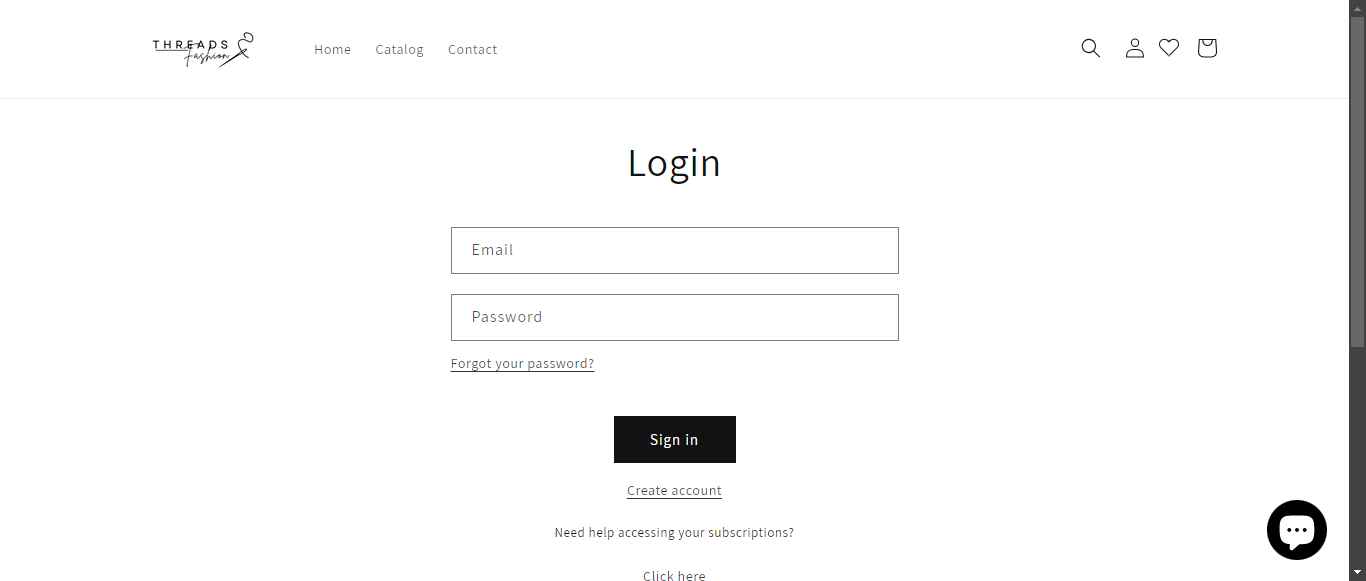 THREADS
Fashion
Home Catalog Contact
Login
Email
Password
Forgot your password?
Sign in
Create account
Need help accessing your subscriptions?
Click here